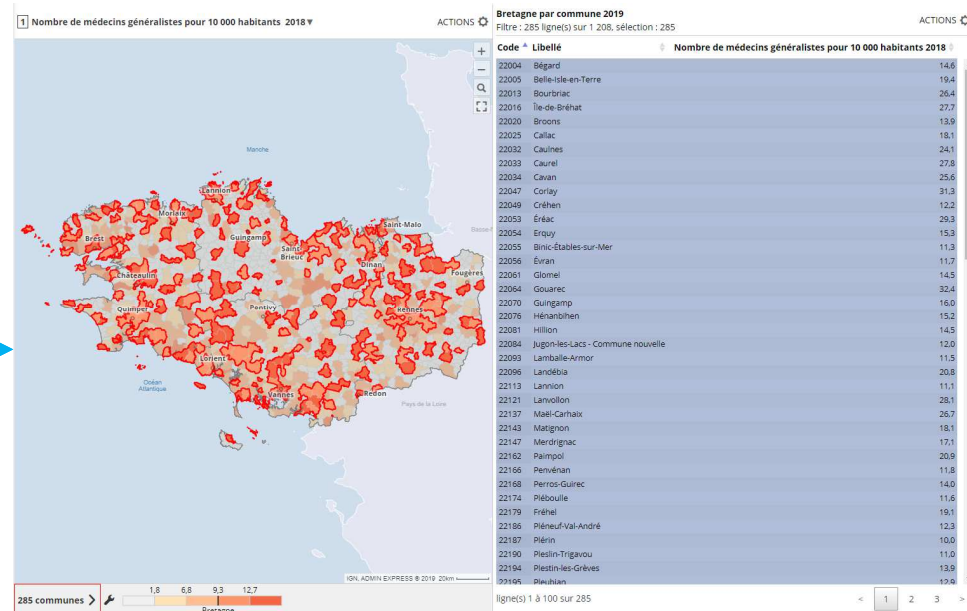 1 Nombre de médecins généralistes pour 10 000 habitants 2018 ▾
ACTIONS
+
−
Manche
Lannion
Morlaix
Saint-Malo
Brest
Guingamp
Saint-Brieuc
Dinan
Châteaulin
Fougères
Quimper
Pontivy
Rennes
Lorient
Océan Atlantique
Vannes
Redon
Pays de la Loire
IGN, ADMIN EXPRESS ® 2019 20km
285 communes
1,8 6,8 9,3 12,7
Bretagne
Bretagne par commune 2019
Filtre : 285 ligne(s) sur 1 208, sélection : 285
ACTIONS
Code Libellé Nombre de médecins généralistes pour 10 000 habitants 2018
22004 Bégard 14,6
22005 Belle-Isle-en-Terre 19,4
22013 Bourbriac 26,4
22016 Île-de-Bréhat 27,7
22020 Broons 13,9
22025 Callac 18,1
22032 Caulnes 24,1
22033 Caurel 27,8
22034 Cavan 25,6
22047 Corlay 31,3
22049 Créhen 12,2
22053 Éréac 29,3
22054 Erquy 15,3
22055 Binic-Étables-sur-Mer 11,3
22056 Évran 11,7
22061 Glomel 14,5
22064 Gouarec 32,4
22070 Guingamp 16,0
22076 Hénanbihen 15,2
22081 Hillion 14,5
22084 Jugon-les-Lacs - Commune nouvelle 12,0
22093 Lamballe-Armor 11,5
22096 Landébia 20,8
22113 Lannion 11,1
22121 Lanvollon 28,1
22137 Maël-Carhaix 26,7
22143 Matignon 18,1
22147 Merdrignac 17,1
22162 Paimpol 20,9
22166 Penvénan 11,8
22168 Perros-Guirec 14,0
22174 Pléboulle 11,6
22179 Fréhel 19,1
22186 Pléneuf-Val-André 12,3
22187 Plérin 10,0
22190 Pleslin-Trigavou 11,0
22194 Plestin-les-Grèves 13,9
22195 Pleubian 12,9
ligne(s) 1 à 100 sur 285
< 1 2 3 >